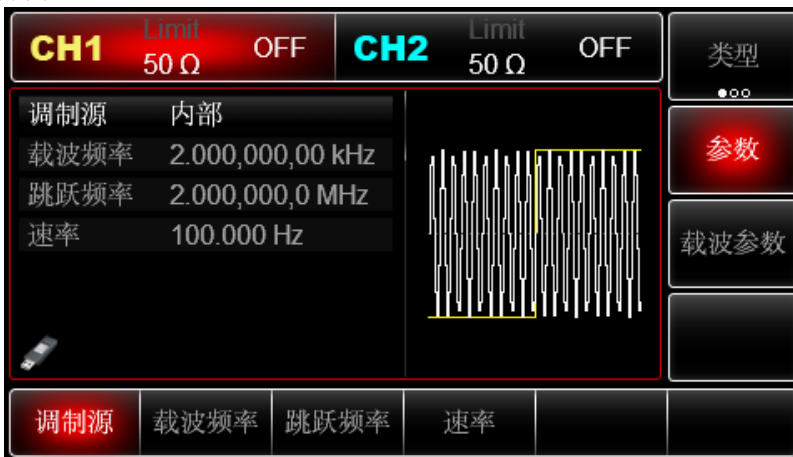 CH1 Limit 50 Ω OFF CH2 Limit 50 Ω OFF
类型
调制源 内部
载波频率 2.000,000,00 kHz
参数
跳跃频率 2.000,000,0 MHz
速率 100.000 Hz
载波参数
调制源 载波频率 跳跃频率 速率